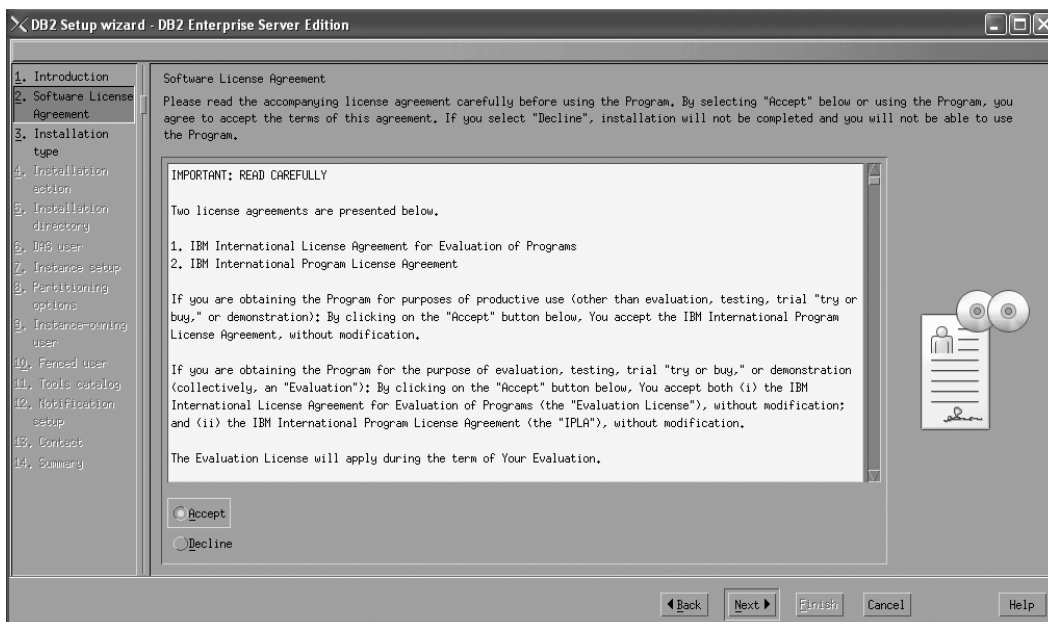 DB2 Setup wizard - DB2 Enterprise Server Edition
1. Introduction
2. Software License
Agreement
3. Installation
type
4. Installation
action
5. Installation
directory
6. DAS user
7. Instance setup
8. Partitioning
options
9. Instance-owning
user
10. Fenced user
11. Tools catalog
12. Notification
setup
13. Contact
14. Summary
Software License Agreement
Please read the accompanying license agreement carefully before using the Program. By selecting "Accept" below or using the Program, you
agree to accept the terms of this agreement. If you select "Decline", installation will not be completed and you will not be able to use
the Program.
IMPORTANT: READ CAREFULLY
Two license agreements are presented below.
1. IBM International License Agreement for Evaluation of Programs
2. IBM International Program License Agreement
If you are obtaining the Program for purposes of productive use (other than evaluation, testing, trial "try or
buy," or demonstration): By clicking on the "Accept" button below, You accept the IBM International Program
License Agreement, without modification.
If you are obtaining the Program for the purpose of evaluation, testing, trial "try or buy," or demonstration
(collectively, an "Evaluation"): By clicking on the "Accept" button below, You accept both (i) the IBM
International License Agreement for Evaluation of Programs (the "Evaluation License"), without modification;
and (ii) the IBM International Program License Agreement (the "IPLA"), without modification.
The Evaluation License will apply during the term of Your Evaluation.
Accept
Decline
Back Next Finish Cancel Help